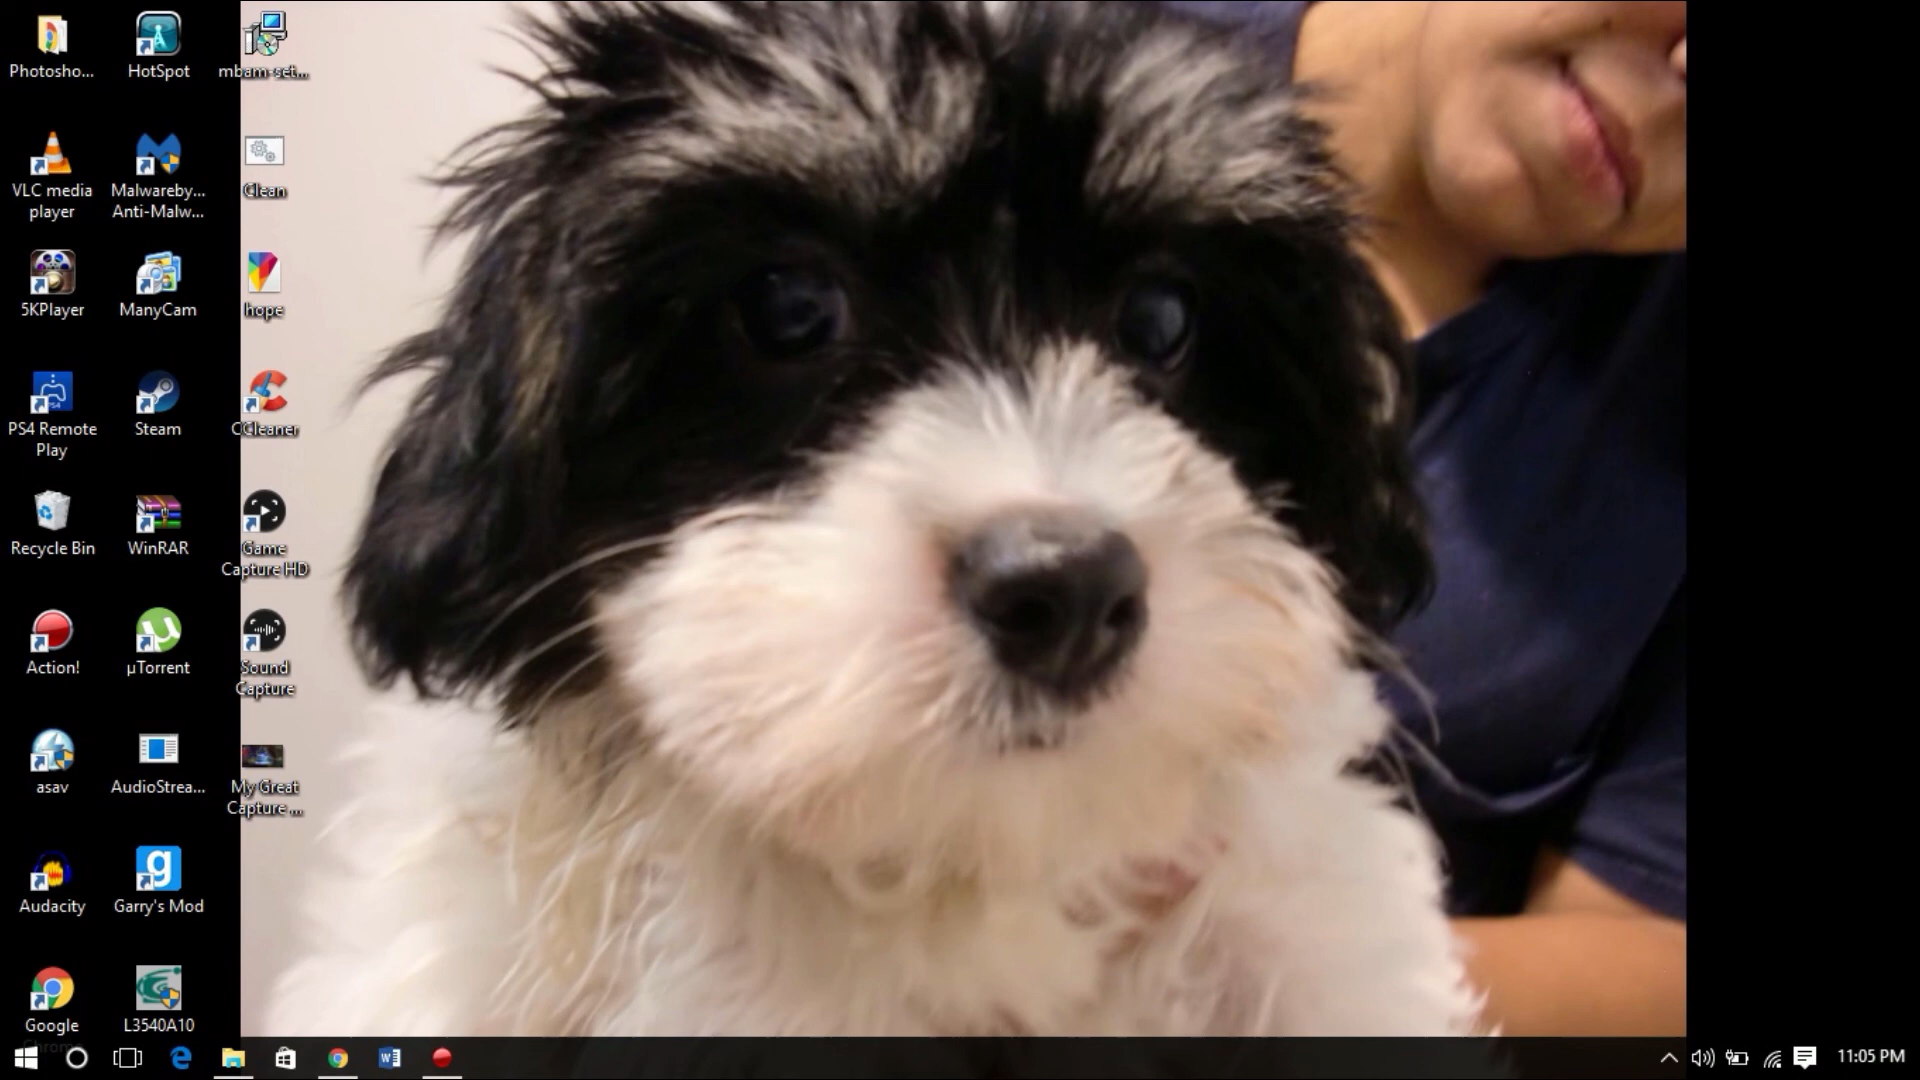 Photosho...
HotSpot
mbam-set...
VLC media
player
Malwareby...
Anti-Malw...
Clean
5KPlayer
ManyCam
hope
PS4 Remote
Play
Steam
CCleaner
Recycle Bin
WinRAR
Game
Capture HD
Action!
µTorrent
Sound
Capture
asav
AudioStrea...
My Great
Capture ...
Audacity
Garry's Mod
Google
Chrome
L3540A10
11:05 PM